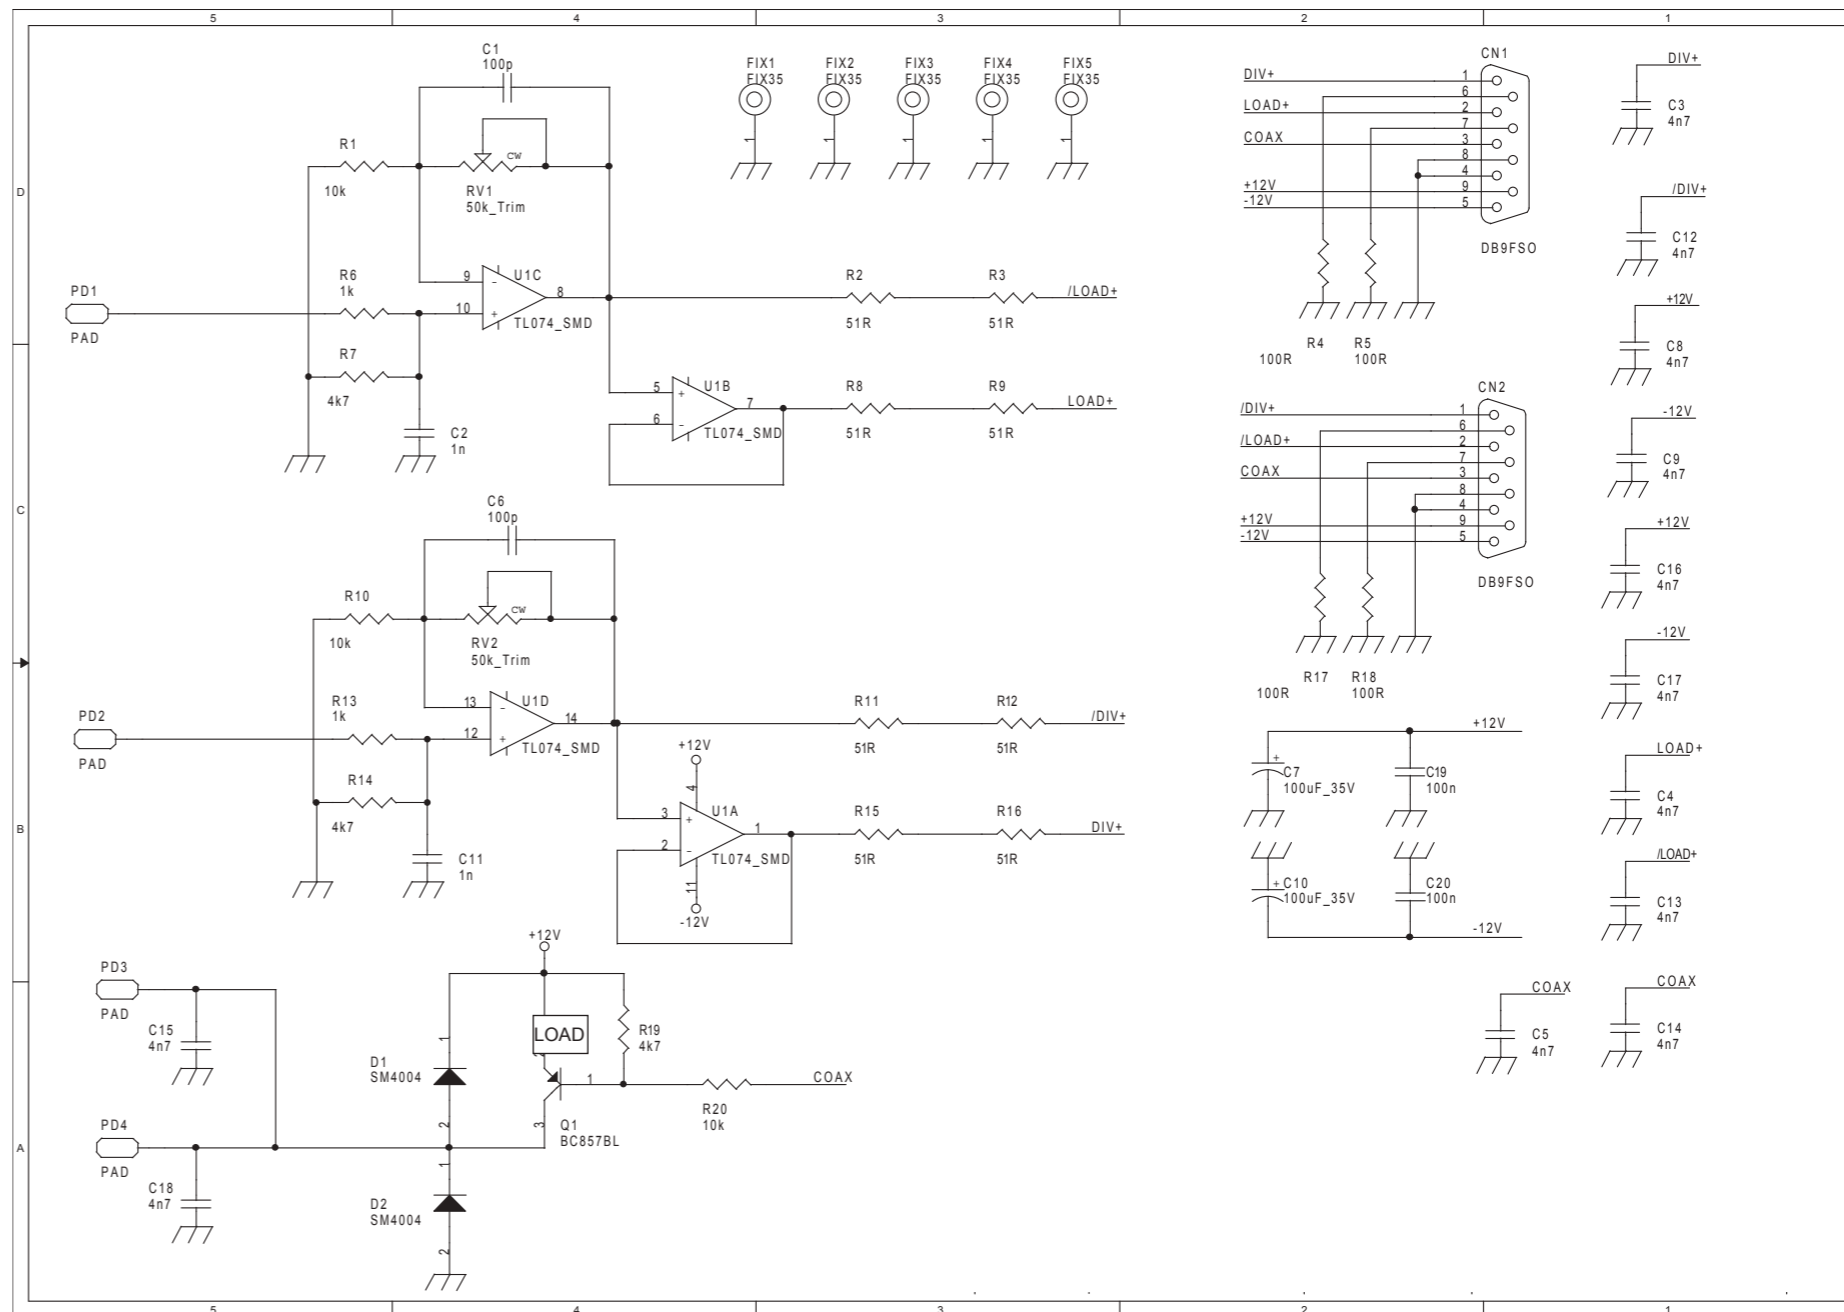 5 4 3 2 1
D
C
B
A
C1
100p
R1
10k
CW
RV1
50k_Trim
R6
1k
9
-
10
+
U1C
8
TL074_SMD
PD1
PAD
R7
4k7
C2
1n
R2
51R
R3
51R
/LOAD+
5
+
6
-
U1B
7
TL074_SMD
R8
51R
R9
51R
LOAD+
FIX1
FIX35
1
FIX2
FIX35
1
FIX3
FIX35
1
FIX4
FIX35
1
FIX5
FIX35
1
C6
100p
R10
10k
CW
RV2
50k_Trim
R13
1k
13
-
12
+
U1D
14
TL074_SMD
PD2
PAD
R14
4k7
C11
1n
R11
51R
R12
51R
/DIV+
+12V
4
3
+
2
-
U1A
1
TL074_SMD
11
-12V
R15
51R
R16
51R
DIV+
PD3
PAD
C15
4n7
PD4
PAD
C18
4n7
+12V
1
D1
SM4004
2
LOAD
R19
4k7
1
3
Q1
BC857BL
R20
10k
COAX
1
D2
SM4004
2
CN1
DIV+ 1
6
LOAD+ 2
7
COAX 3
8
4
+12V 9
-12V 5
DB9FSO
R4
100R
R5
100R
CN2
/DIV+ 1
6
/LOAD+ 2
7
COAX 3
8
4
+12V 9
-12V 5
DB9FSO
R17
100R
R18
100R
+12V
+
C7
100uF_35V
C19
100n
+
C10
100uF_35V
C20
100n
-12V
DIV+
C3
4n7
/DIV+
C12
4n7
+12V
C8
4n7
-12V
C9
4n7
+12V
C16
4n7
-12V
C17
4n7
LOAD+
C4
4n7
/LOAD+
C13
4n7
COAX
C5
4n7
COAX
C14
4n7
5 4 3 2 1